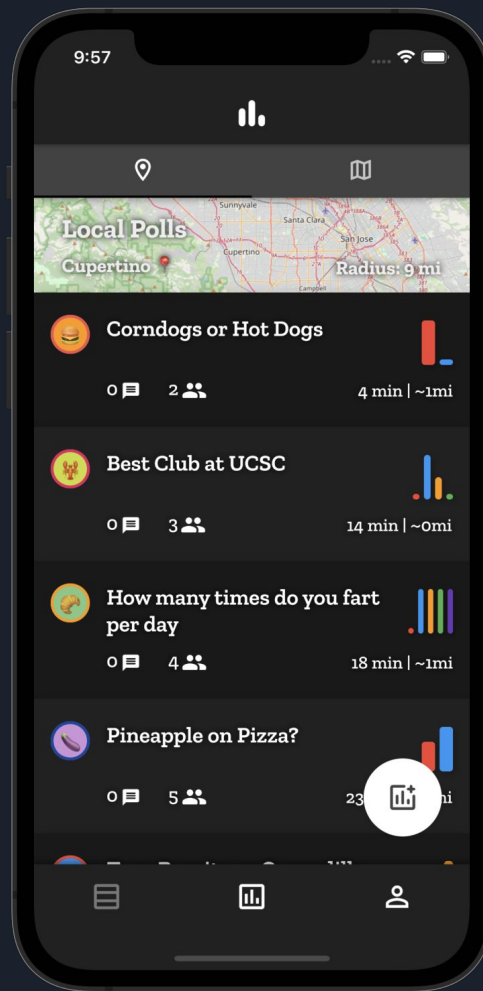 9:57
Sunnyvale
Santa Clara
Local Polls
San Jose
Cupertino
Cupertino
Radius: 9 mi
Campbell
Corndogs or Hot Dogs
0 2 4 min | ~1mi
Best Club at UCSC
0 3 14 min | ~0mi
How many times do you fart
per day
0 4 18 min | ~1mi
Pineapple on Pizza?
0 5 23